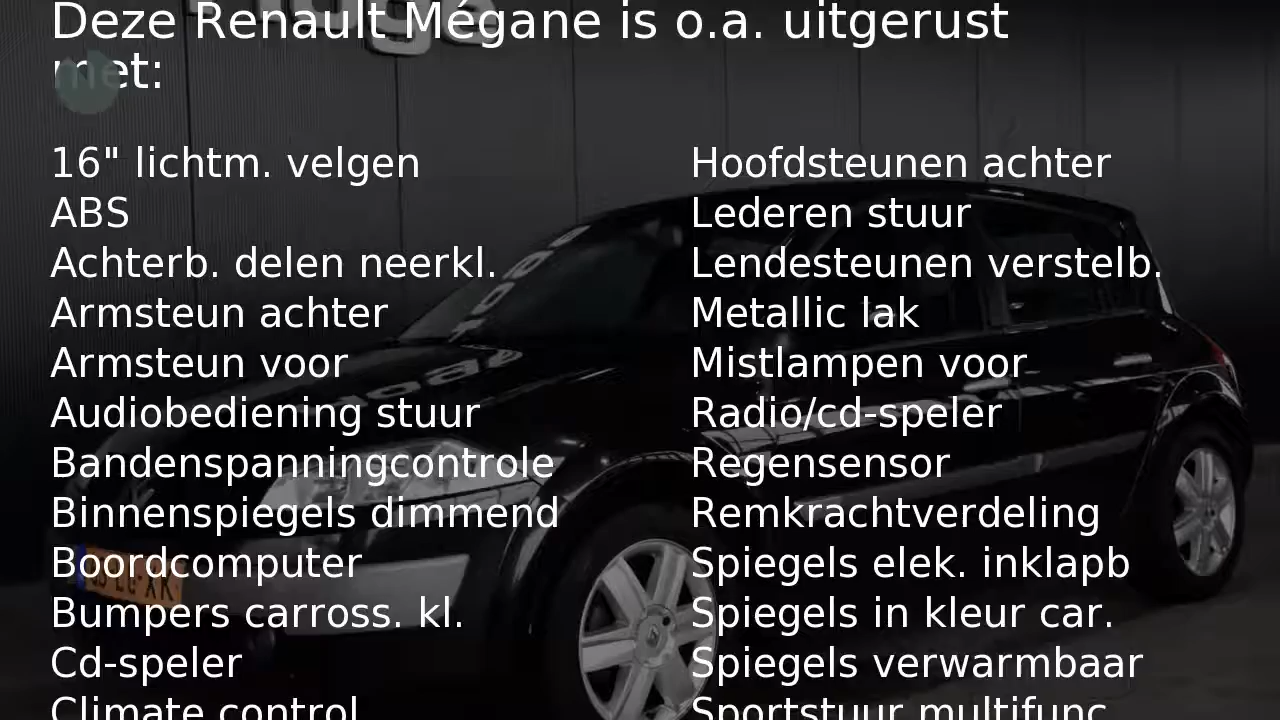 Deze Renault Mégane is o.a. uitgerust
met:
16" lichtm. velgen
ABS
Achterb. delen neerkl.
Armsteun achter
Armsteun voor
Audiobediening stuur
Bandenspanningcontrole
Binnenspiegels dimmend
Boordcomputer
Bumpers carross. kl.
Cd-speler
Climate control
Hoofdsteunen achter
Lederen stuur
Lendesteunen verstelb.
Metallic lak
Mistlampen voor
Radio/cd-speler
Regensensor
Remkrachtverdeling
Spiegels elek. inklapb
Spiegels in kleur car.
Spiegels verwarmbaar
Sportstuur multifunc.